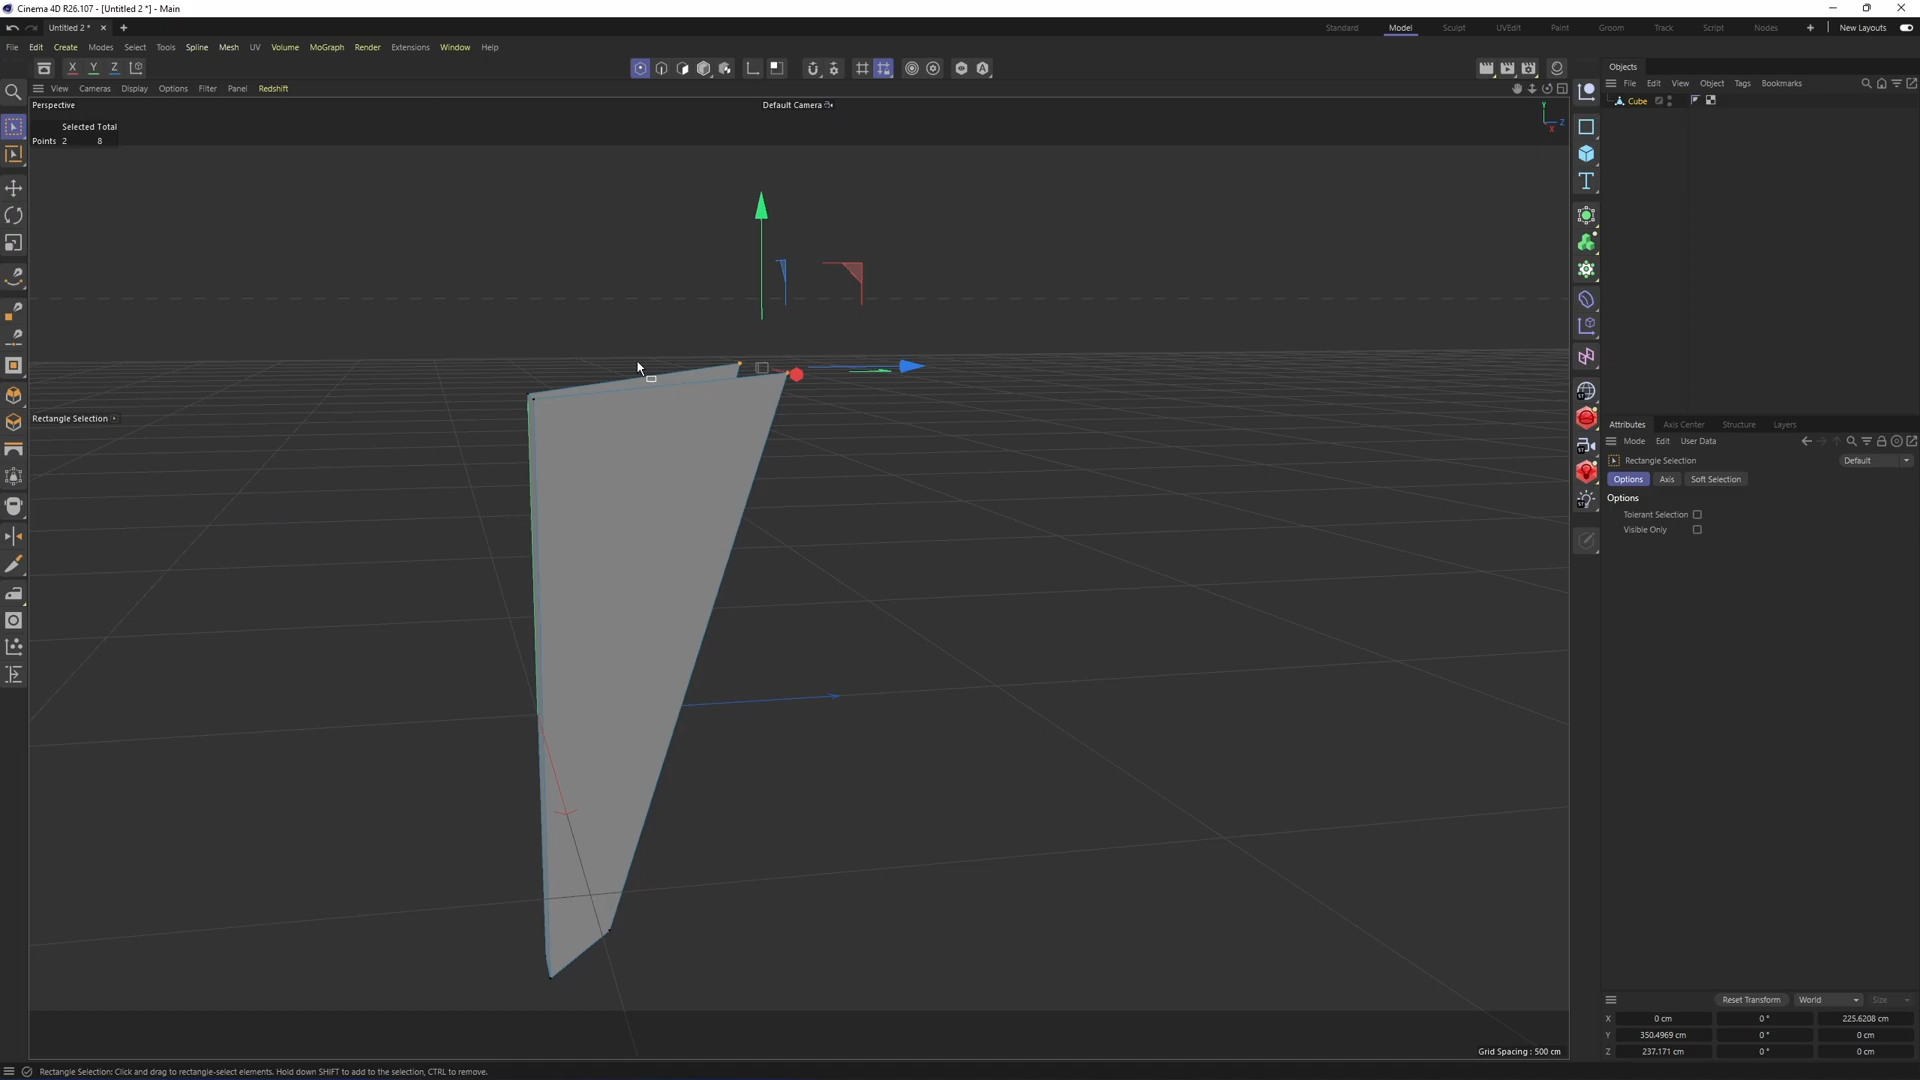 Cinema 4D R26.107 - [Untitled 2 *] - Main
Untitled 2 * × + Standard Model Sculpt UVEdit Paint Groom Track Script Nodes + New Layouts
File Edit Create Modes Select Tools Spline Mesh UV Volume MoGraph Render Extensions Window Help
X Y Z
Objects
View Cameras Display Options Filter Panel Redshift
File Edit View Object Tags Bookmarks
Perspective
Default Camera
Cube
Y
Z
X
Selected Total
Points 2 8
Rectangle Selection
Attributes Axis Center Structure Layers
Mode Edit User Data
Rectangle Selection
Default
Options Axis Soft Selection
Options
Tolerant Selection
Visible Only
Reset Transform World Size
X 0 cm 0 ° 225.6208 cm
Y 350.4969 cm 0 ° 0 cm
Z 237.171 cm 0 ° 0 cm
Grid Spacing : 500 cm
Rectangle Selection: Click and drag to rectangle-select elements. Hold down SHIFT to add to the selection, CTRL to remove.